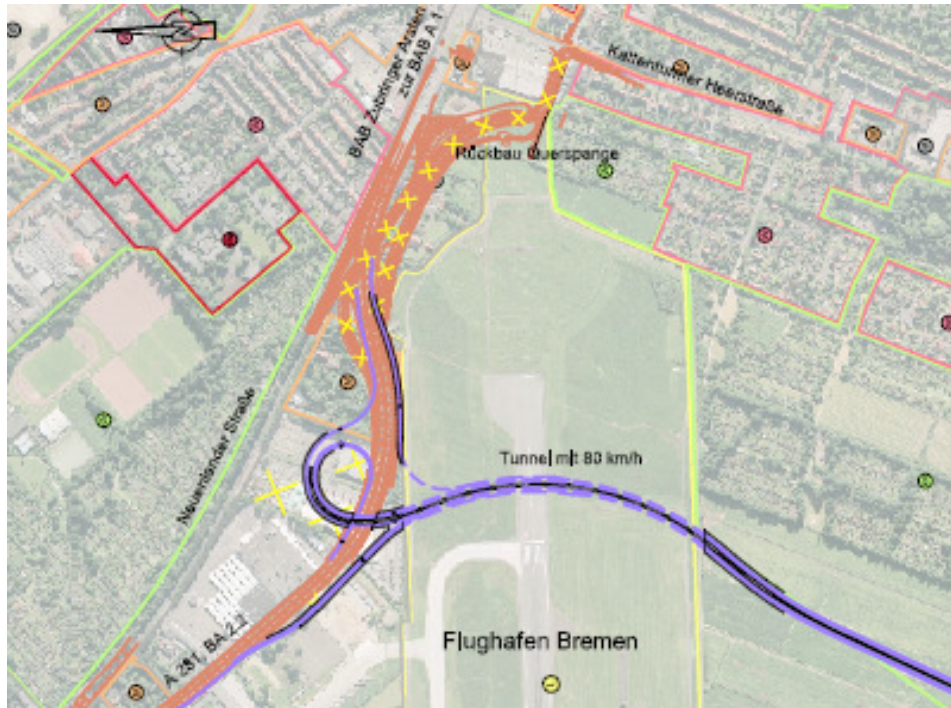 BAB Zubringer Arsten
zur BAB A 1
Kattenturmer Heerstraße
Rückbau Querspange
Neuenlander Straße
Tunnel mit 80 km/h
A 281, BA 2.2
Flughafen Bremen